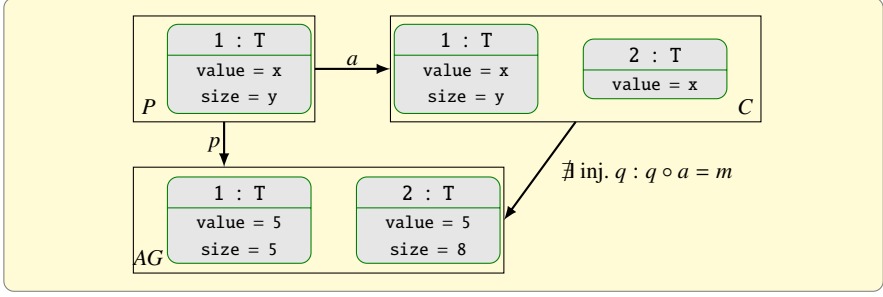 1 : T
value = x
size = y
P
a
1 : T
value = x
size = y
2 : T
value = x
C
p
∄ inj. q : q ∘ a = m
1 : T
value = 5
size = 5
AG
2 : T
value = 5
size = 8